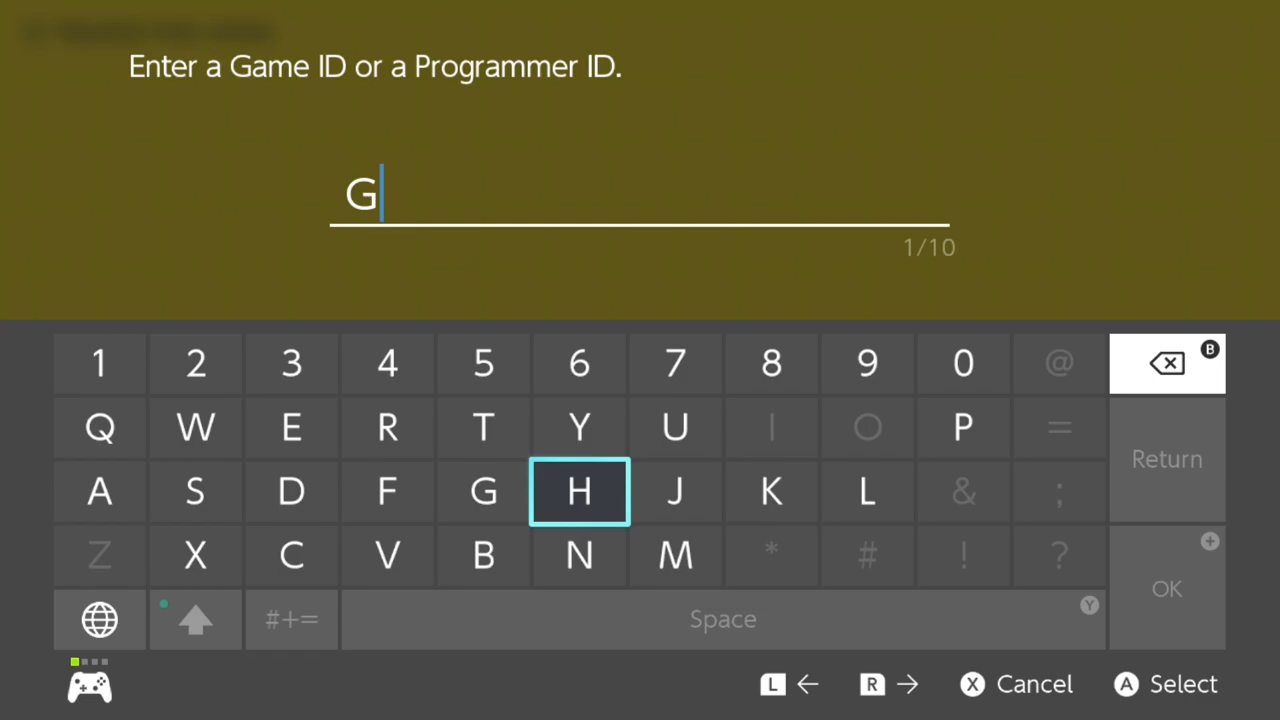 Enter a Game ID or a Programmer ID.
G
1/10
1 2 3 4 5 6 7 8 9 0 @ B
Q W E R T Y U I O P =
Return
A S D F G H J K L & ;
Z X C V B N M * # ! ? +
OK
#+= Space Y
L ← R → X Cancel A Select